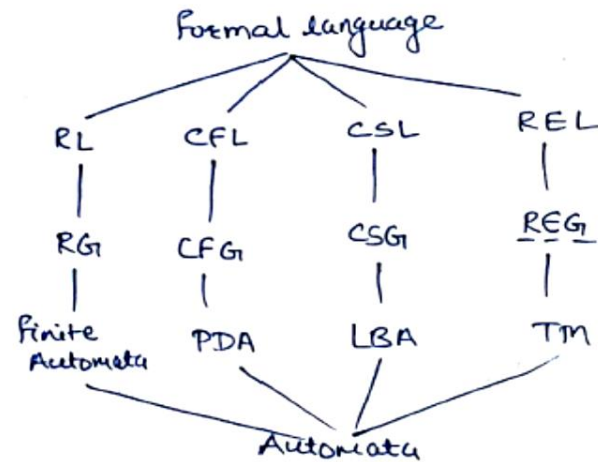 Formal language
RL CFL CSL REL
RG CFG CSG REG
Finite PDA LBA TM
Automata
Automata